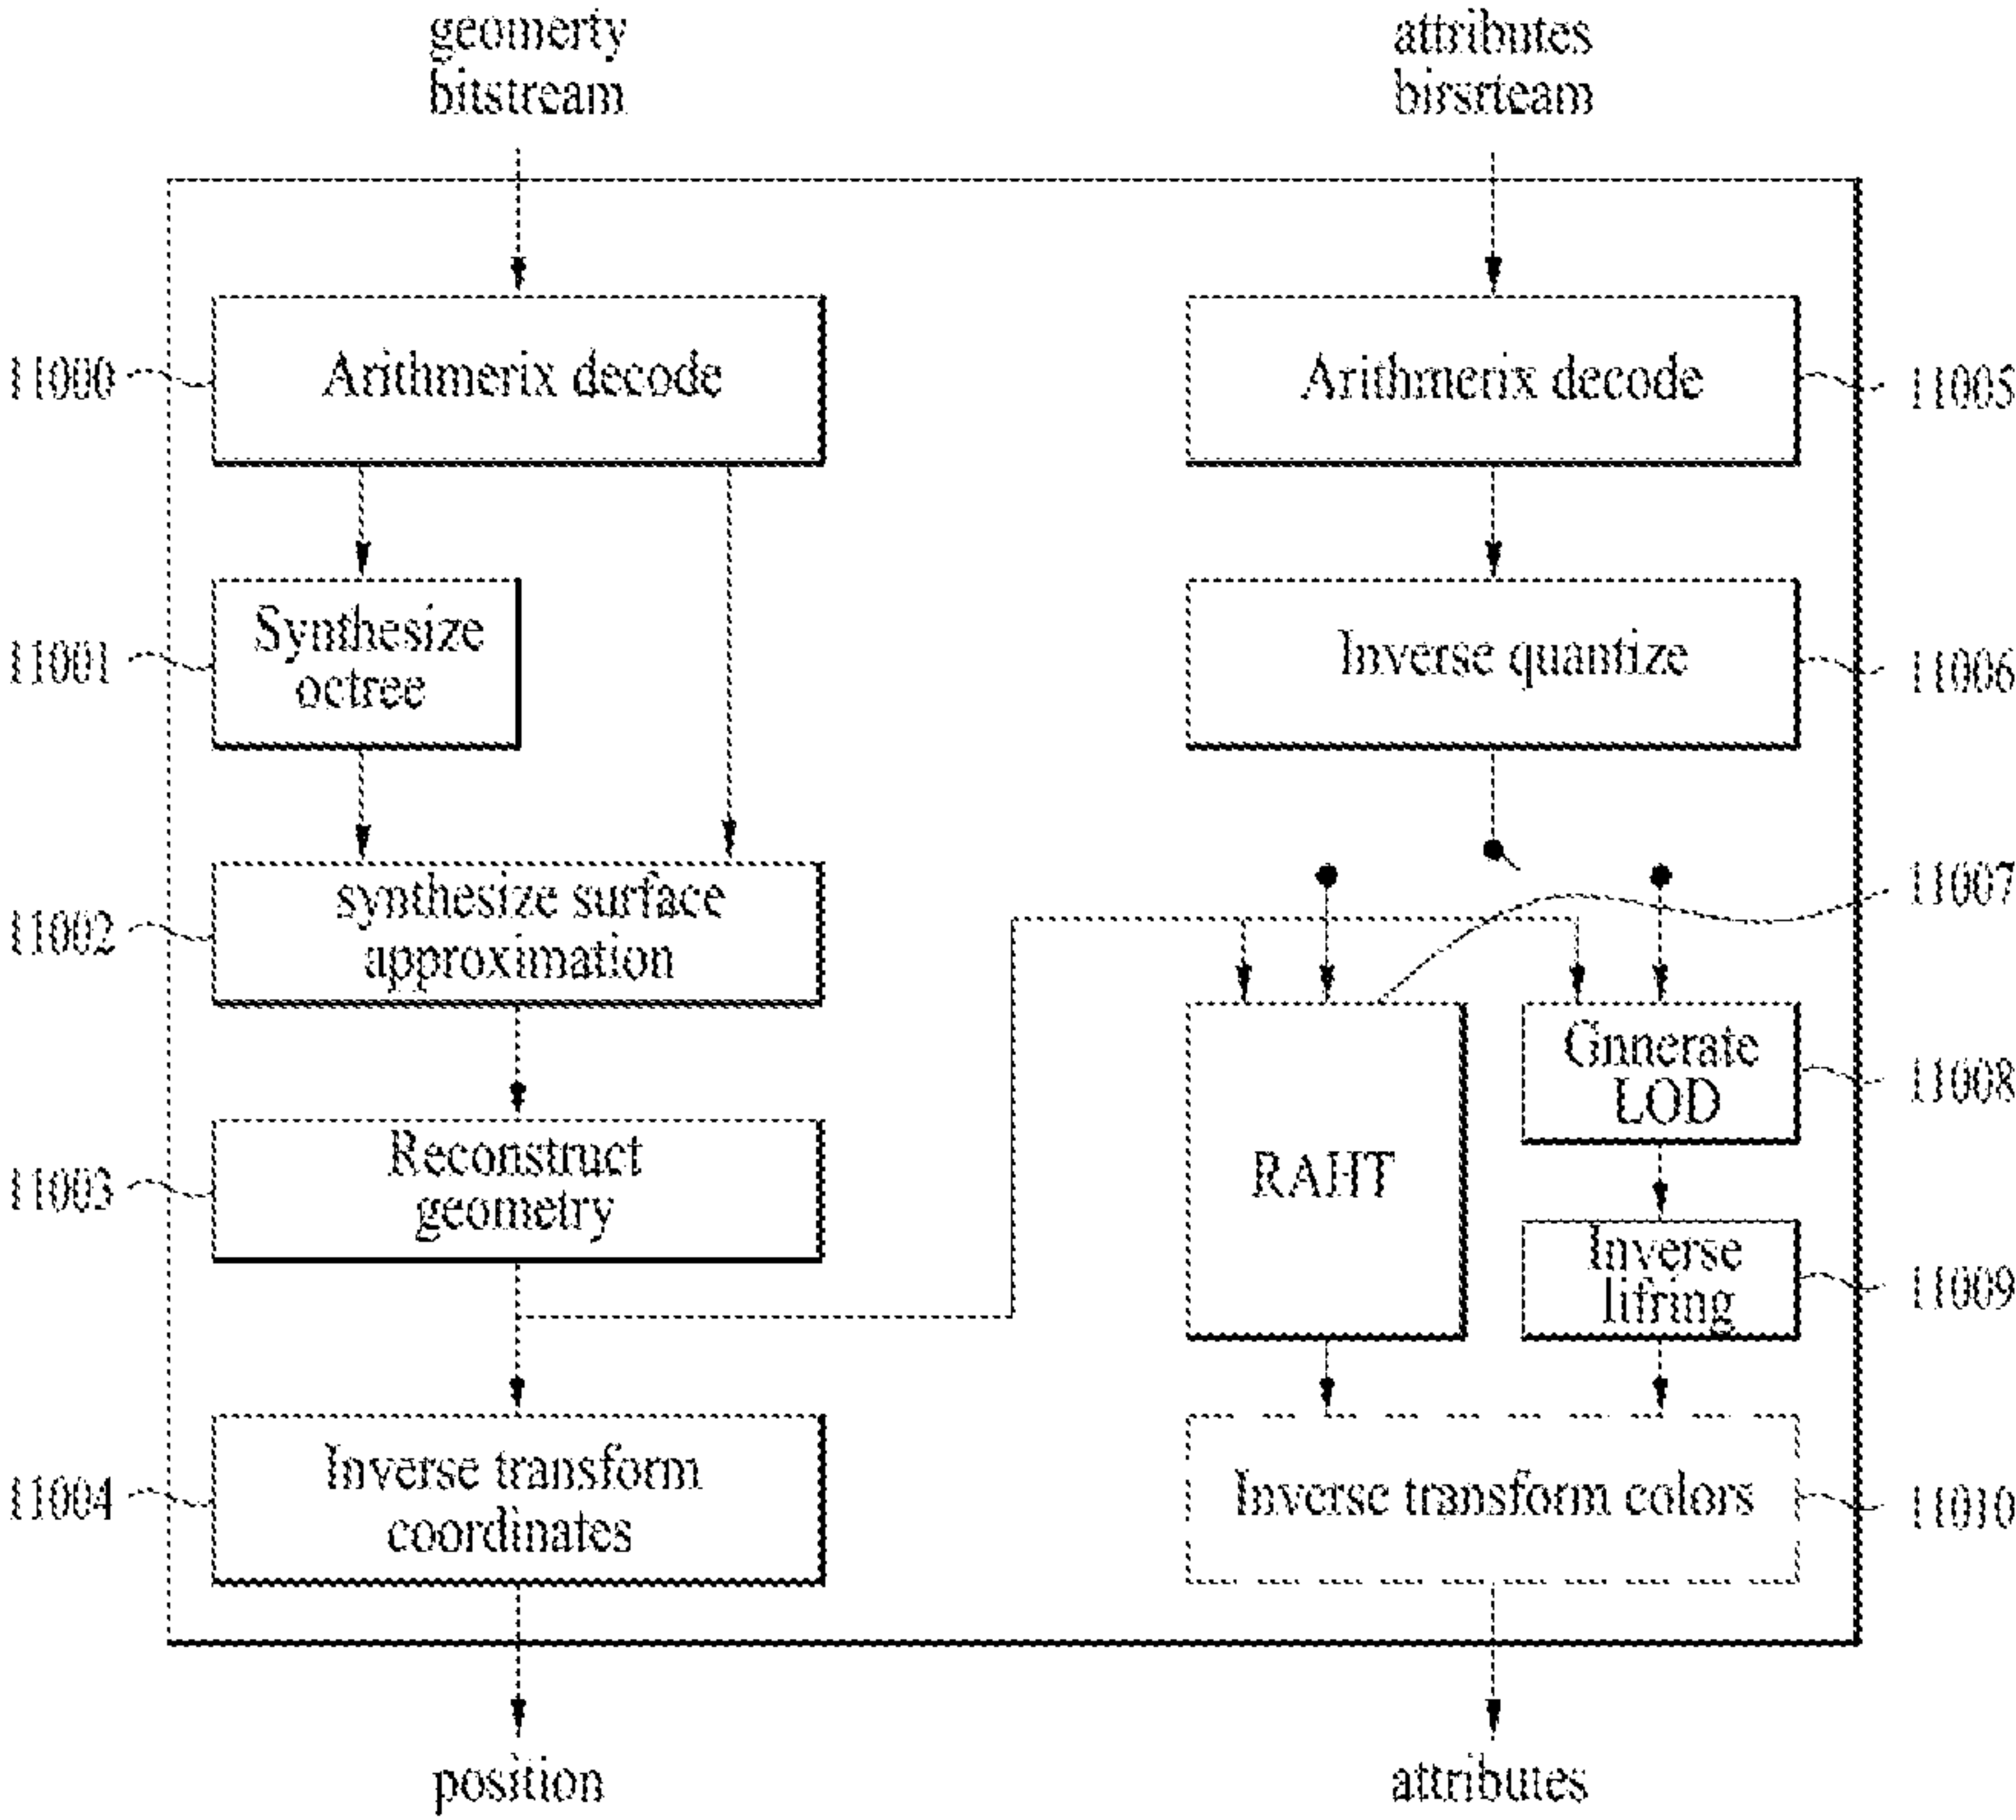 geomerty
bitstream
attributes
birsrteam
11000
Arithmerix decode
Arithmerix decode
11005
11001
Synthesize
octree
Inverse quantize
11006
11002
synthesize surface
approximation
11007
Gnnerate
LOD
11008
11003
Reconstruct
geometry
RAHT
Inverse
lifring
11009
11004
Inverse transform
coordinates
Inverse transform colors
11010
position
attributes